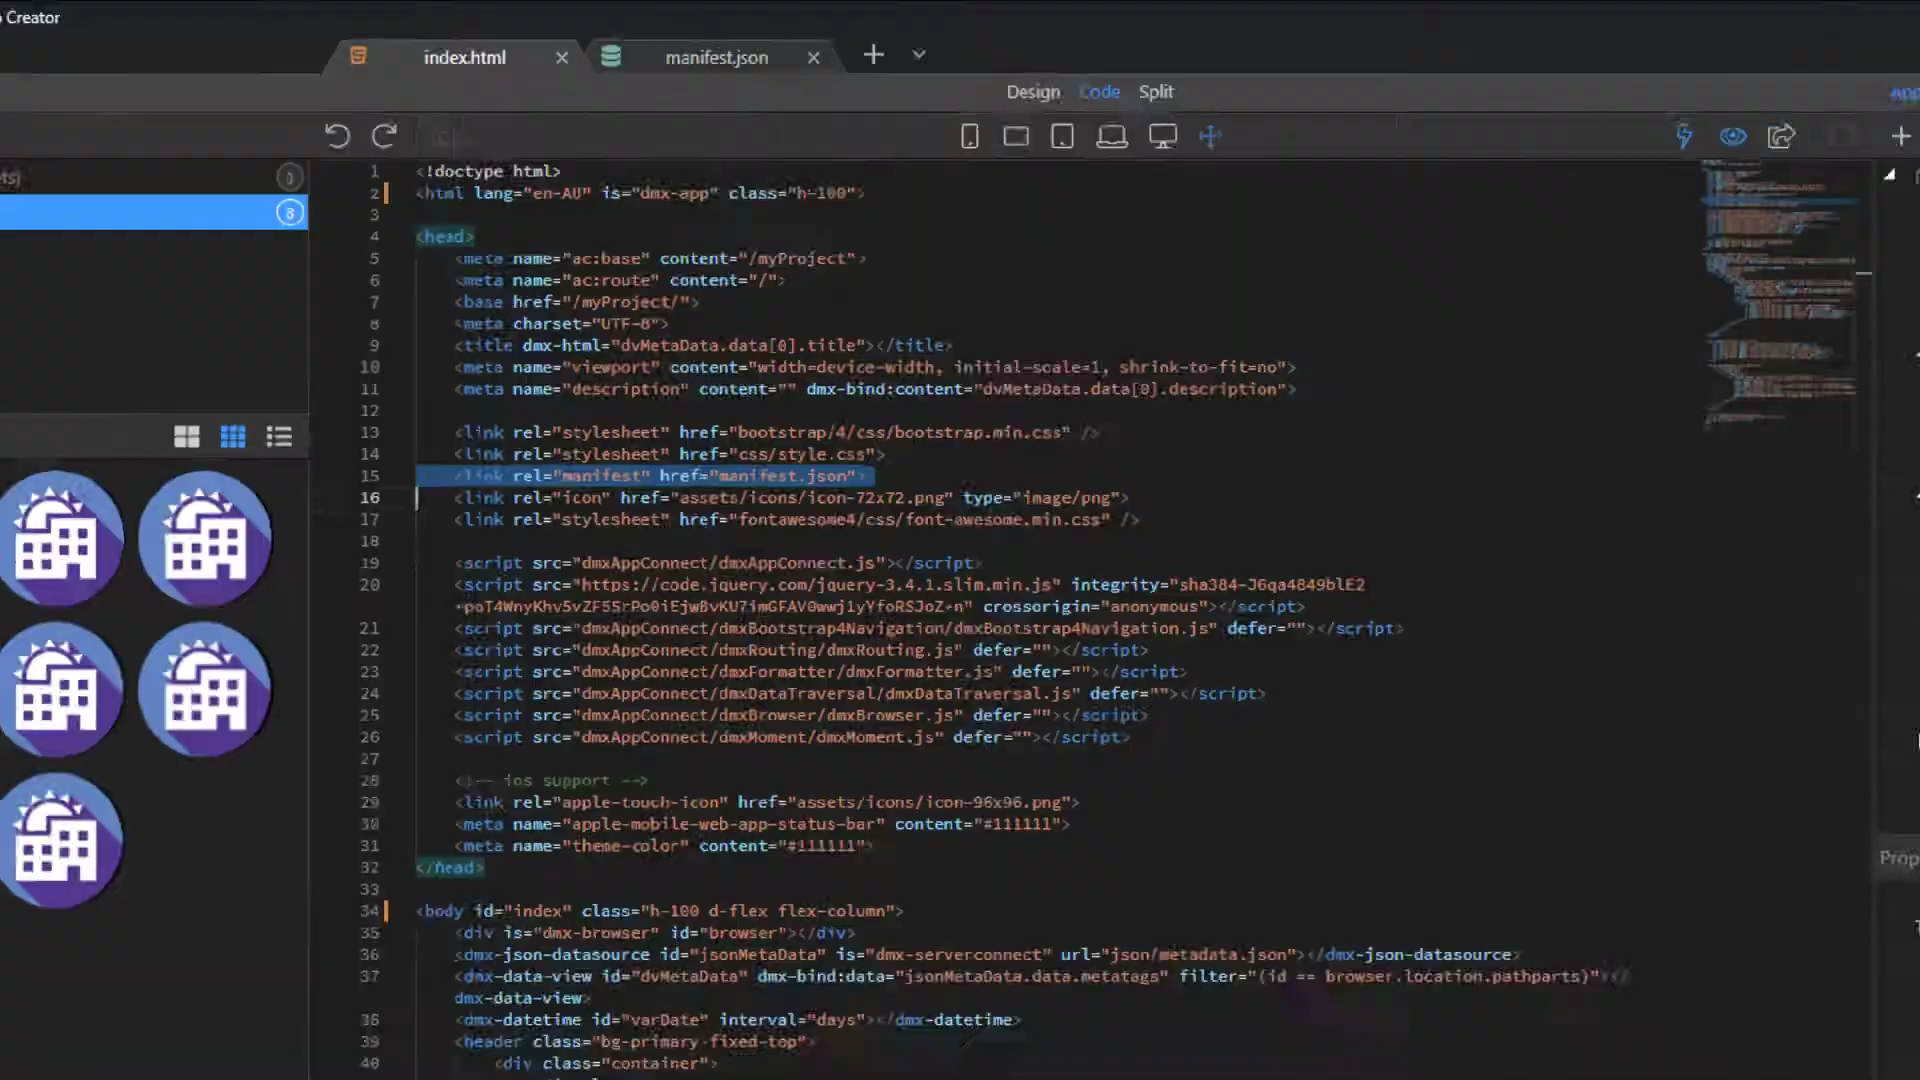 Creator
index.html
manifest.json
Design Code Split
App
1 <!doctype html>
2 <html lang="en-AU" is="dmx-app" class="h-100">
3
4 <head>
5 <meta name="ac:base" content="/myProject">
6 <meta name="ac:route" content="/">
7 <base href="/myProject/">
8 <meta charset="UTF-8">
9 <title dmx-html="dvMetaData.data[0].title"></title>
10 <meta name="viewport" content="width=device-width, initial-scale=1, shrink-to-fit=no">
11 <meta name="description" content="" dmx-bind:content="dvMetaData.data[0].description">
12
13 <link rel="stylesheet" href="bootstrap/4/css/bootstrap.min.css" />
14 <link rel="stylesheet" href="css/style.css">
15 <link rel="manifest" href="manifest.json">
16 <link rel="icon" href="assets/icons/icon-72x72.png" type="image/png">
17 <link rel="stylesheet" href="fontawesome4/css/font-awesome.min.css" />
18
19 <script src="dmxAppConnect/dmxAppConnect.js"></script>
20 <script src="https://code.jquery.com/jquery-3.4.1.slim.min.js" integrity="sha384-J6qa4849blE2
crossorigin="anonymous"></script>
21 <script src="dmxAppConnect/dmxBootstrap4Navigation/dmxBootstrap4Navigation.js" defer=""></script>
22 <script src="dmxAppConnect/dmxRouting/dmxRouting.js" defer=""></script>
23 <script src="dmxAppConnect/dmxFormatter/dmxFormatter.js" defer=""></script>
24 <script src="dmxAppConnect/dmxDataTraversal/dmxDataTraversal.js" defer=""></script>
25 <script src="dmxAppConnect/dmxBrowser/dmxBrowser.js" defer=""></script>
26 <script src="dmxAppConnect/dmxMoment/dmxMoment.js" defer=""></script>
27
28 <!-- ios support -->
29 <link rel="apple-touch-icon" href="assets/icons/icon-96x96.png">
30 <meta name="apple-mobile-web-app-status-bar" content="#111111">
31 <meta name="theme-color" content="#111111">
32 </head>
33
34 <body id="index" class="h-100 d-flex flex-column">
35 <div is="dmx-browser" id="browser"></div>
36 <dmx-json-datasource id="jsonMetaData" is="dmx-serverconnect" url="json/metadata.json"></dmx-json-datasource>
37 <dmx-data-view id="dvMetaData" dmx-bind:data="jsonMetaData.data.metatags" filter="(id == browser.location.pathparts)"></
dmx-data-view>
38 <dmx-datetime id="varDate" interval="days"></dmx-datetime>
39 <header class="bg-primary fixed-top">
40 <div class="container">
Prop